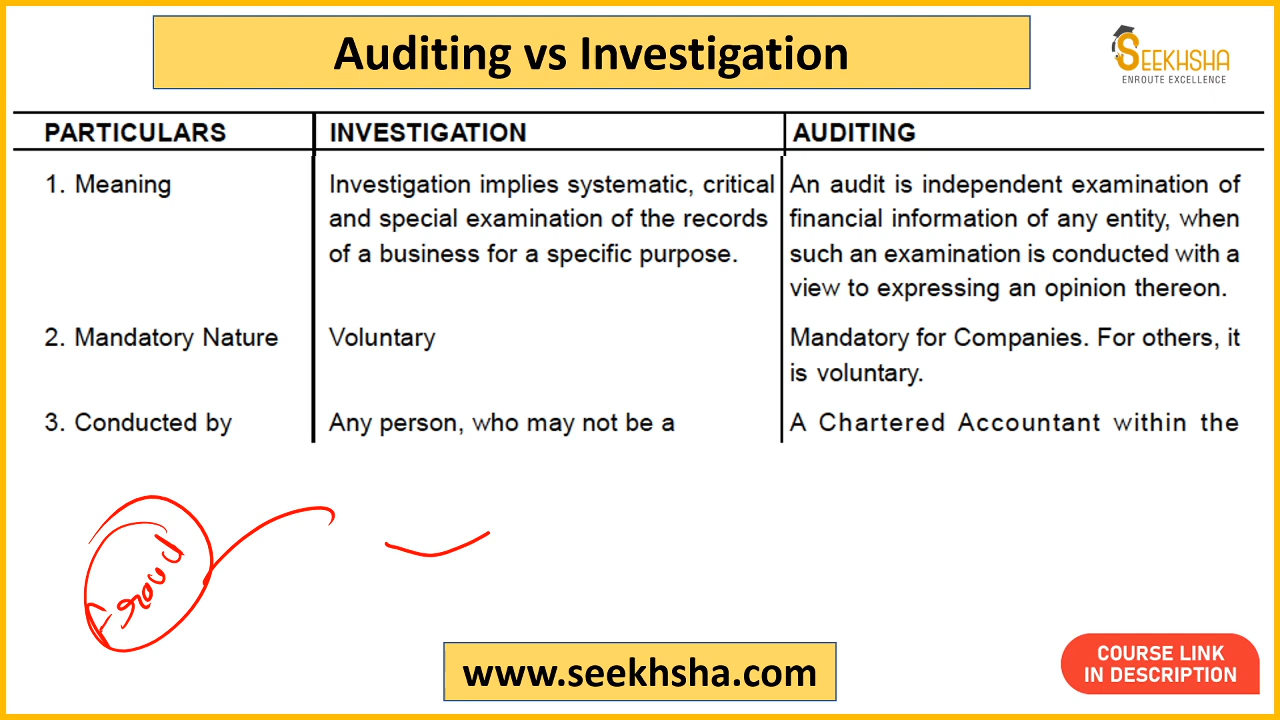 Auditing vs Investigation
SEEKHSHA
ENROUTE EXCELLENCE
PARTICULARS INVESTIGATION AUDITING
1. Meaning
Investigation implies systematic, critical
and special examination of the records
of a business for a specific purpose.
An audit is independent examination of
financial information of any entity, when
such an examination is conducted with a
view to expressing an opinion thereon.
2. Mandatory Nature
Voluntary
Mandatory for Companies. For others, it
is voluntary.
3. Conducted by
Any person, who may not be a
A Chartered Accountant within the
Fraud
www.seekhsha.com
COURSE LINK
IN DESCRIPTION